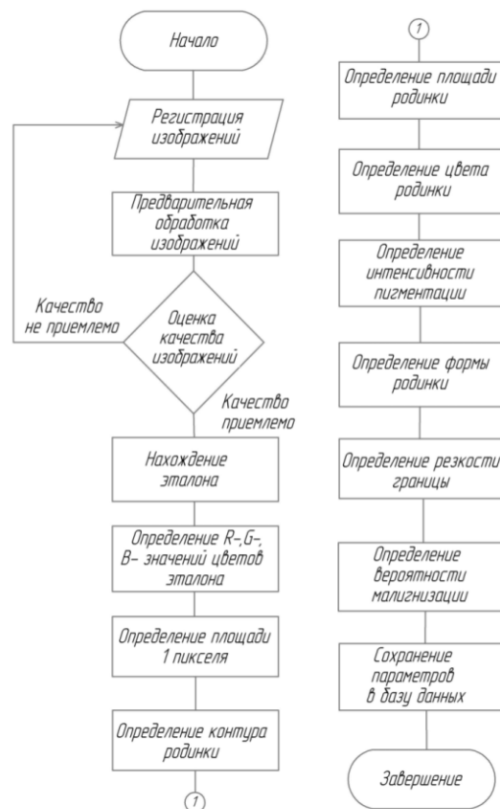 Начало
Регистрация
изображений
Предварительная
обработка
изображений
Качество
не приемлемо
Оценка
качества
изображений
Качество
приемлемо
Нахождение
эталона
Определение R-,G-,
B- значений цветов
эталона
Определение площади
1 пикселя
Определение контура
родинки
1
1
Определение площади
родинки
Определение цвета
родинки
Определение
интенсивности
пигментации
Определение формы
родинки
Определение резкости
границы
Определение
вероятности
малигнизации
Сохранение
параметров
в базу данных
Завершение